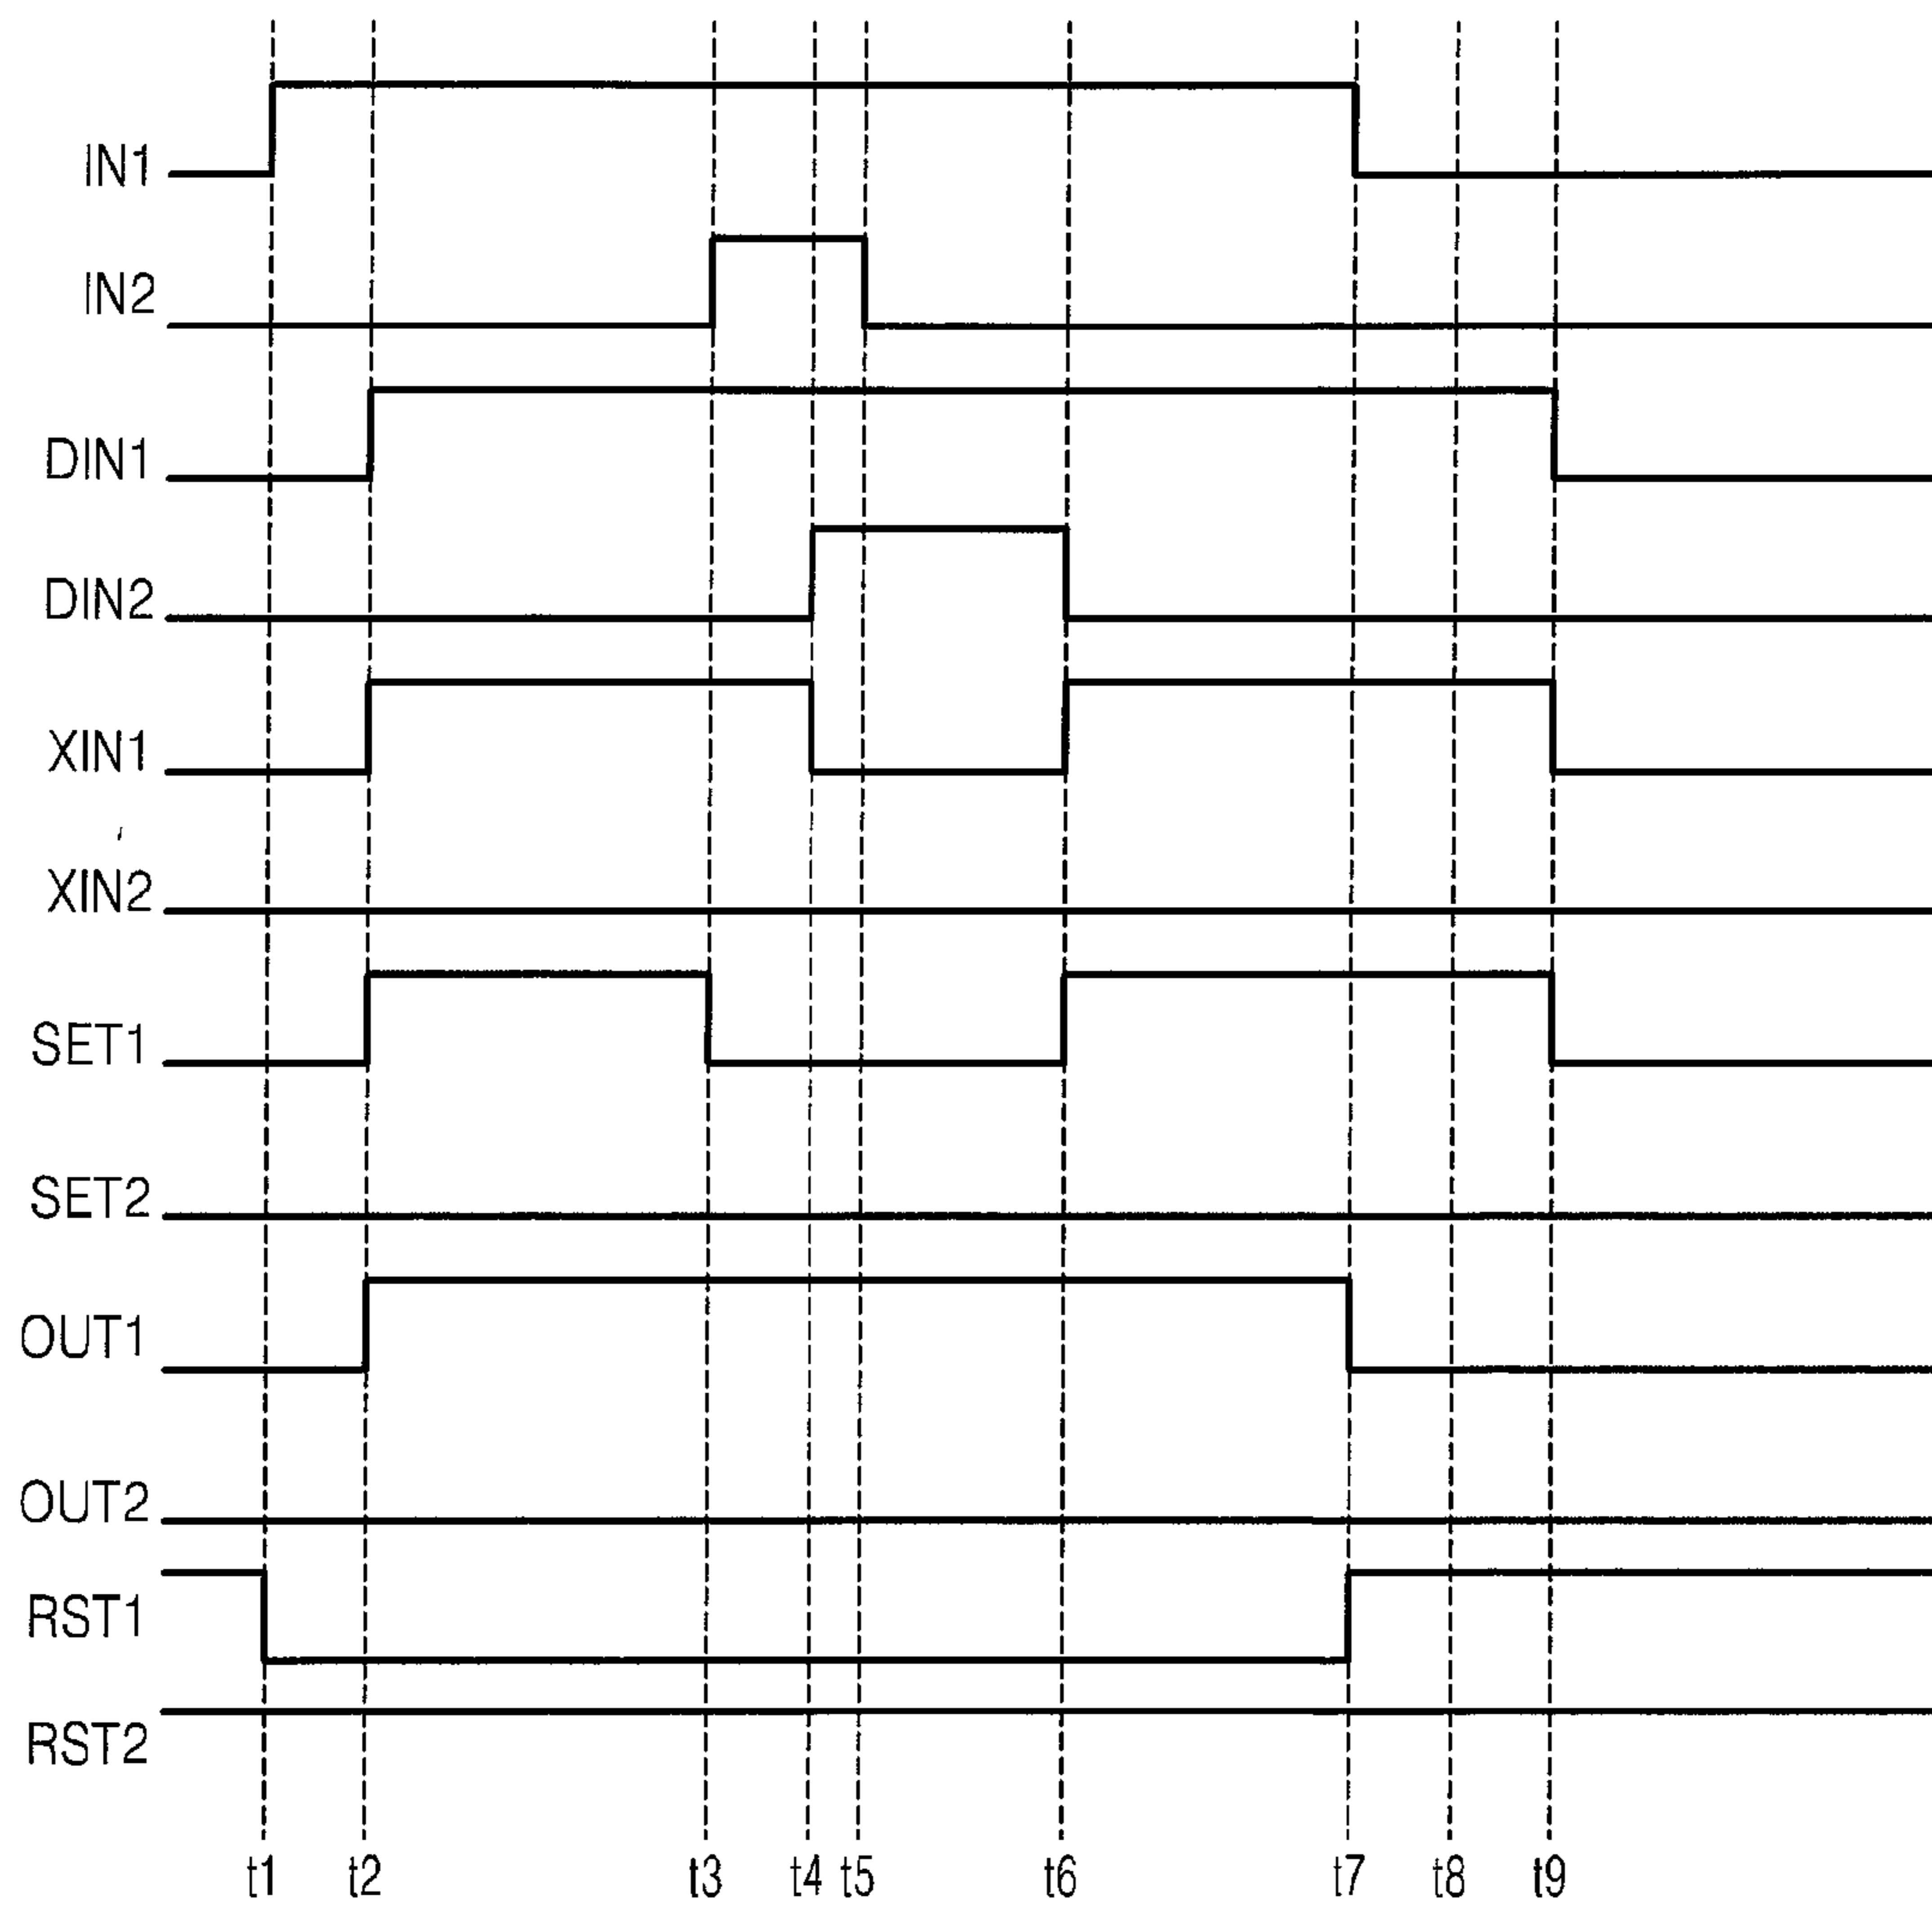 IN1
IN2
DIN1
DIN2
XIN1
XIN2
SET1
SET2
OUT1
OUT2
RST1
RST2
t1 t2 t3 t4 t5 t6 t7 t8 t9